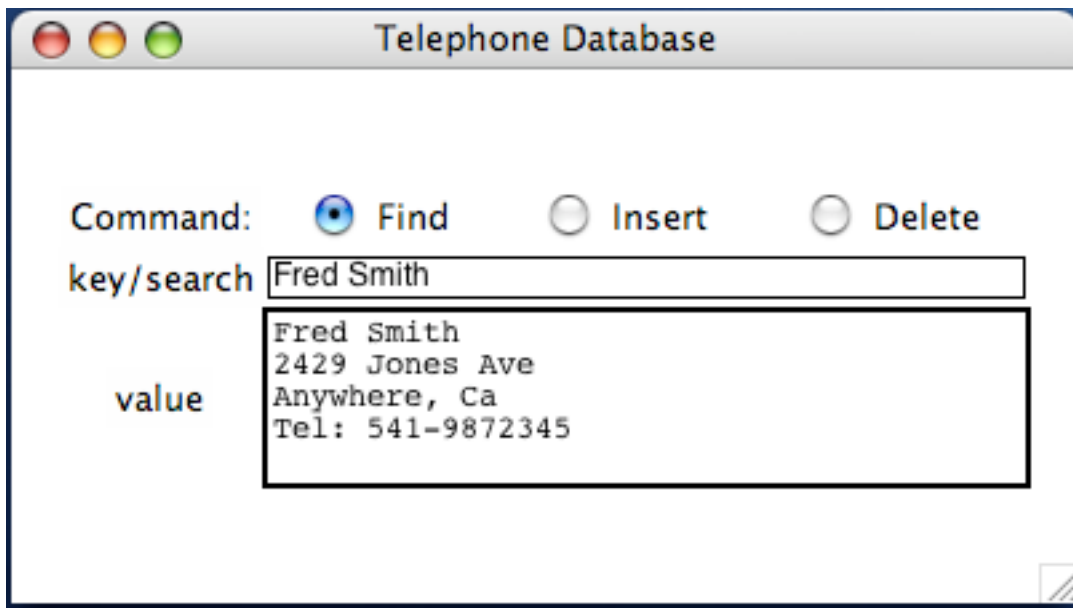 Telephone Database
Command: Find Insert Delete
key/search Fred Smith
Fred Smith
2429 Jones Ave
value
Anywhere, Ca
Tel: 541-9872345